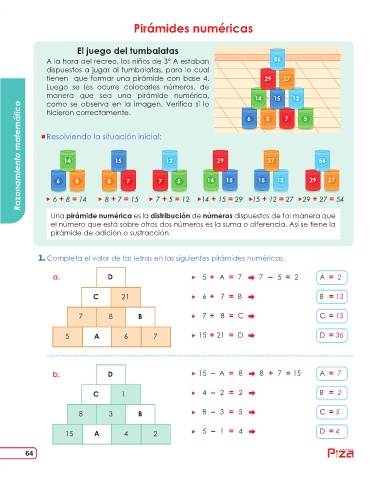 Pirámides numéricas
El juego del tumbalatas
A la hora del recreo, los niños de 3° A estaban
dispuestos a jugar al tumbalatas, para lo cual
tienen que formar una pirámide con base 4.
Luego se les ocurre colocarles números, de
manera que sea una pirámide numérica,
como se observa en la imagen. Verifica si lo
hicieron correctamente.
56
29 27
14 15 12
6 8 7 5
Razonamiento matemático
Resolviendo la situación inicial:
14 15 12 29 27 56
6 8 8 7 7 5 14 15 15 12 29 27
6 + 8 = 14 8 + 7 = 15 7 + 5 = 12 14 + 15 = 29 15 + 12 = 27 29 + 27 = 54
Una pirámide numérica es la distribución de números dispuestos de tal manera que
el número que está sobre otros dos números es la suma o diferencia. Así se tiene la
pirámide de adición o sustracción.
1. Completa el valor de las letras en las siguientes pirámides numéricas.
a.
D
C 21
7 8 B
5 A 6 7
5 + A = 7 ➡ 7 − 5 = 2 A = 2
6 + 7 = B ➡ B = 13
7 + 8 = C ➡ C = 15
15 + 21 = D ➡ D = 36
b.
D
C 1
8 3 B
15 A 4 2
15 − A = 8 ➡ 8 + 7 = 15 A = 7
4 − 2 = 2 ➡ B = 2
8 − 3 = 5 ➡ C = 5
5 − 1 = 4 ➡ D = 4
64
Piza